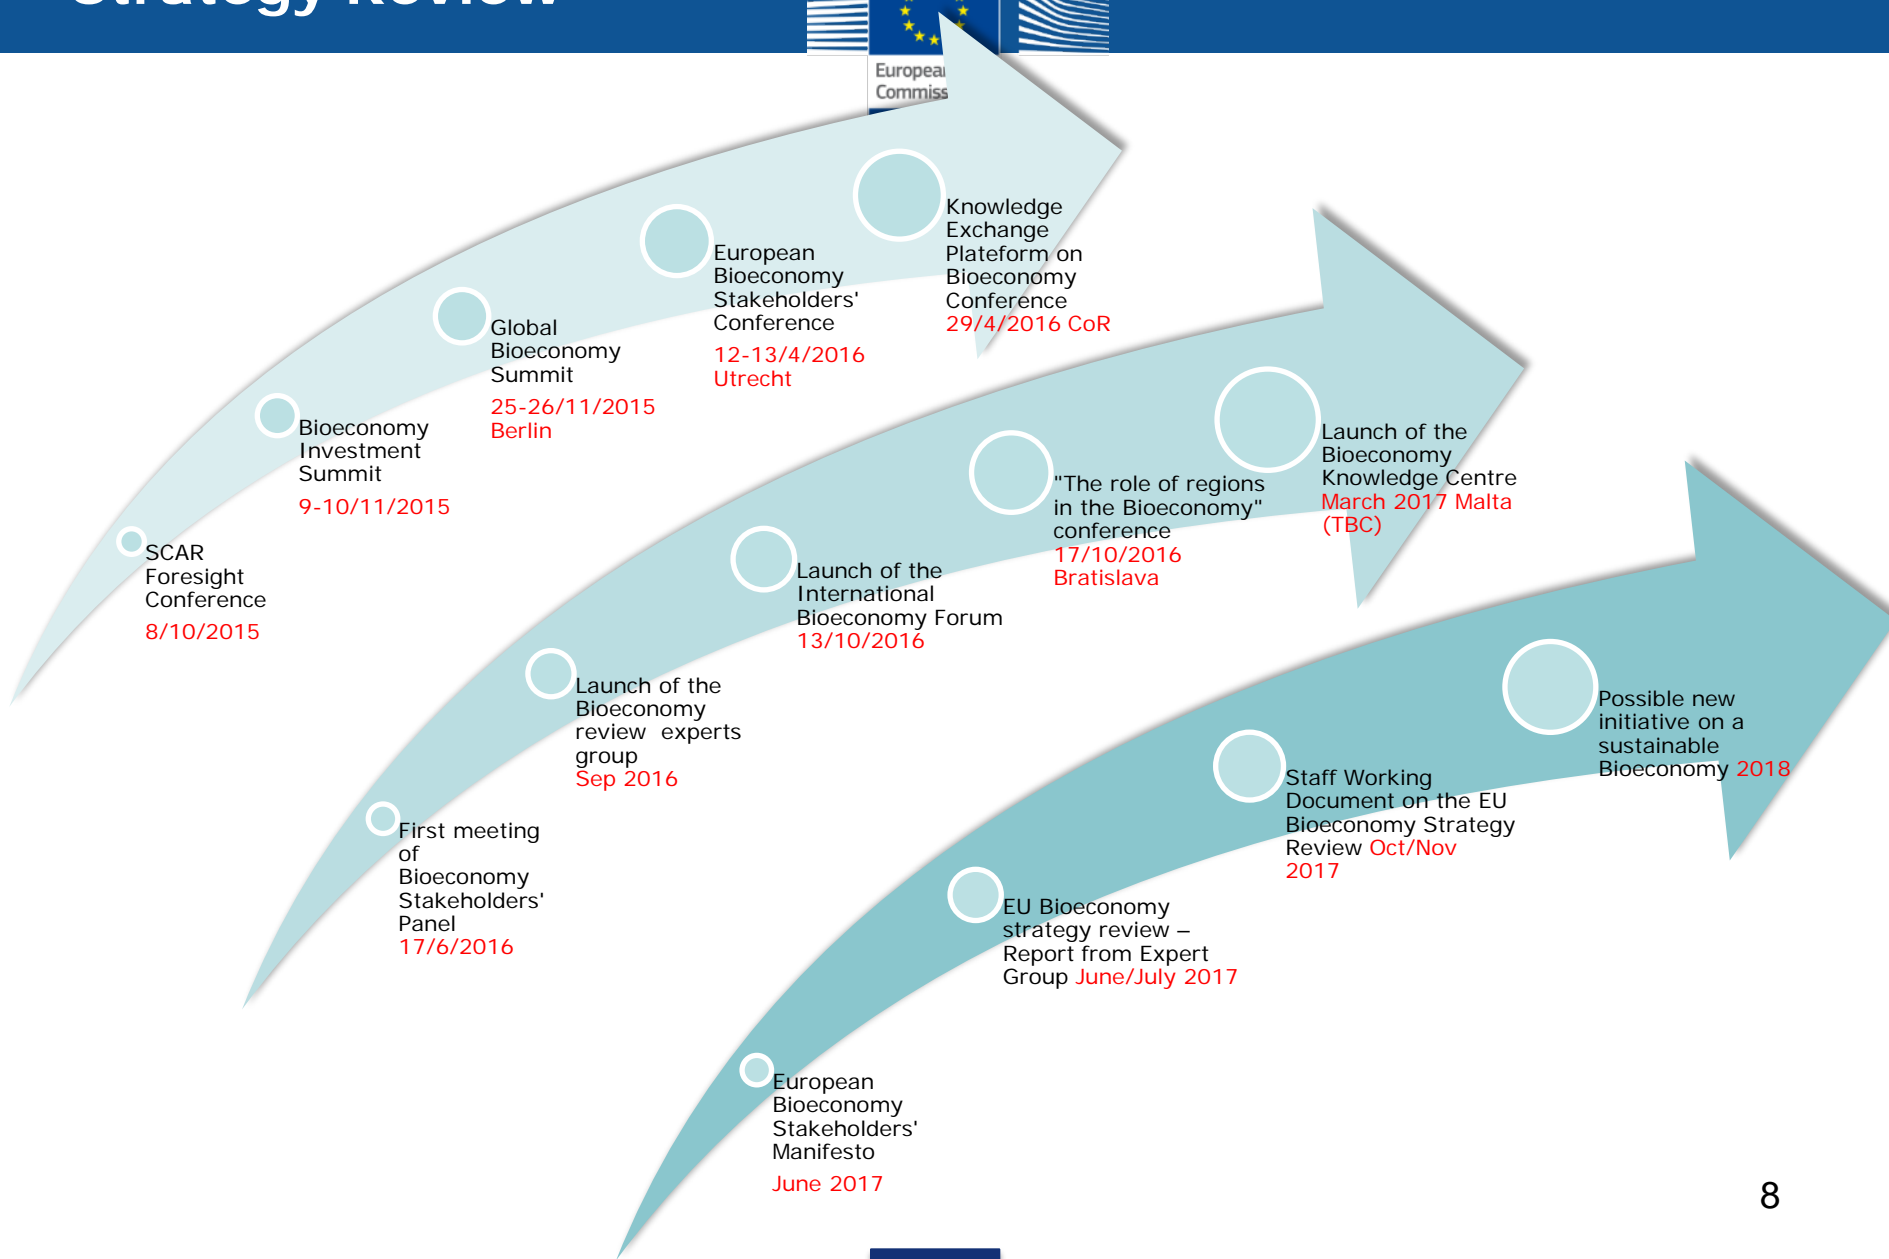 Strategy Review
European
Commiss
Knowledge
Exchange
Plateform on
Bioeconomy
Conference
29/4/2016 CoR
European
Bioeconomy
Stakeholders'
Conference
12-13/4/2016
Utrecht
Global
Bioeconomy
Summit
25-26/11/2015
Berlin
Bioeconomy
Investment
Summit
9-10/11/2015
SCAR
Foresight
Conference
8/10/2015
Launch of the
Bioeconomy
Knowledge Centre
March 2017 Malta
(TBC)
"The role of regions
in the Bioeconomy"
conference
17/10/2016
Bratislava
Launch of the
International
Bioeconomy Forum
13/10/2016
Launch of the
Bioeconomy
review  experts
group
Sep 2016
First meeting
of
Bioeconomy
Stakeholders'
Panel
17/6/2016
Possible new
initiative on a
sustainable
Bioeconomy 2018
Staff Working
Document on the EU
Bioeconomy Strategy
Review Oct/Nov
2017
EU Bioeconomy
strategy review –
Report from Expert
Group June/July 2017
European
Bioeconomy
Stakeholders'
Manifesto
June 2017
8